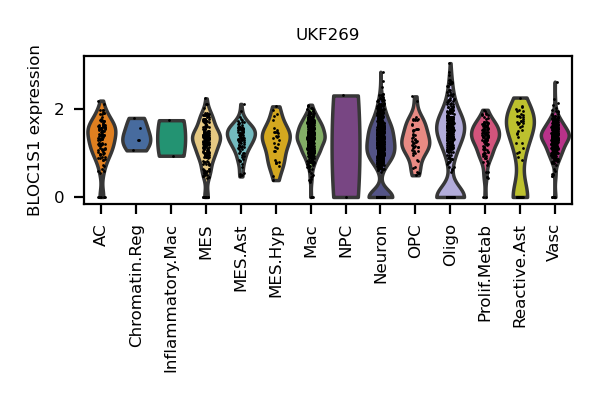 UKF269
BLOC1S1 expression
2
0
AC
Chromatin.Reg
Inflammatory.Mac
MES
MES.Ast
MES.Hyp
Mac
NPC
Neuron
OPC
Oligo
Prolif.Metab
Reactive.Ast
Vasc